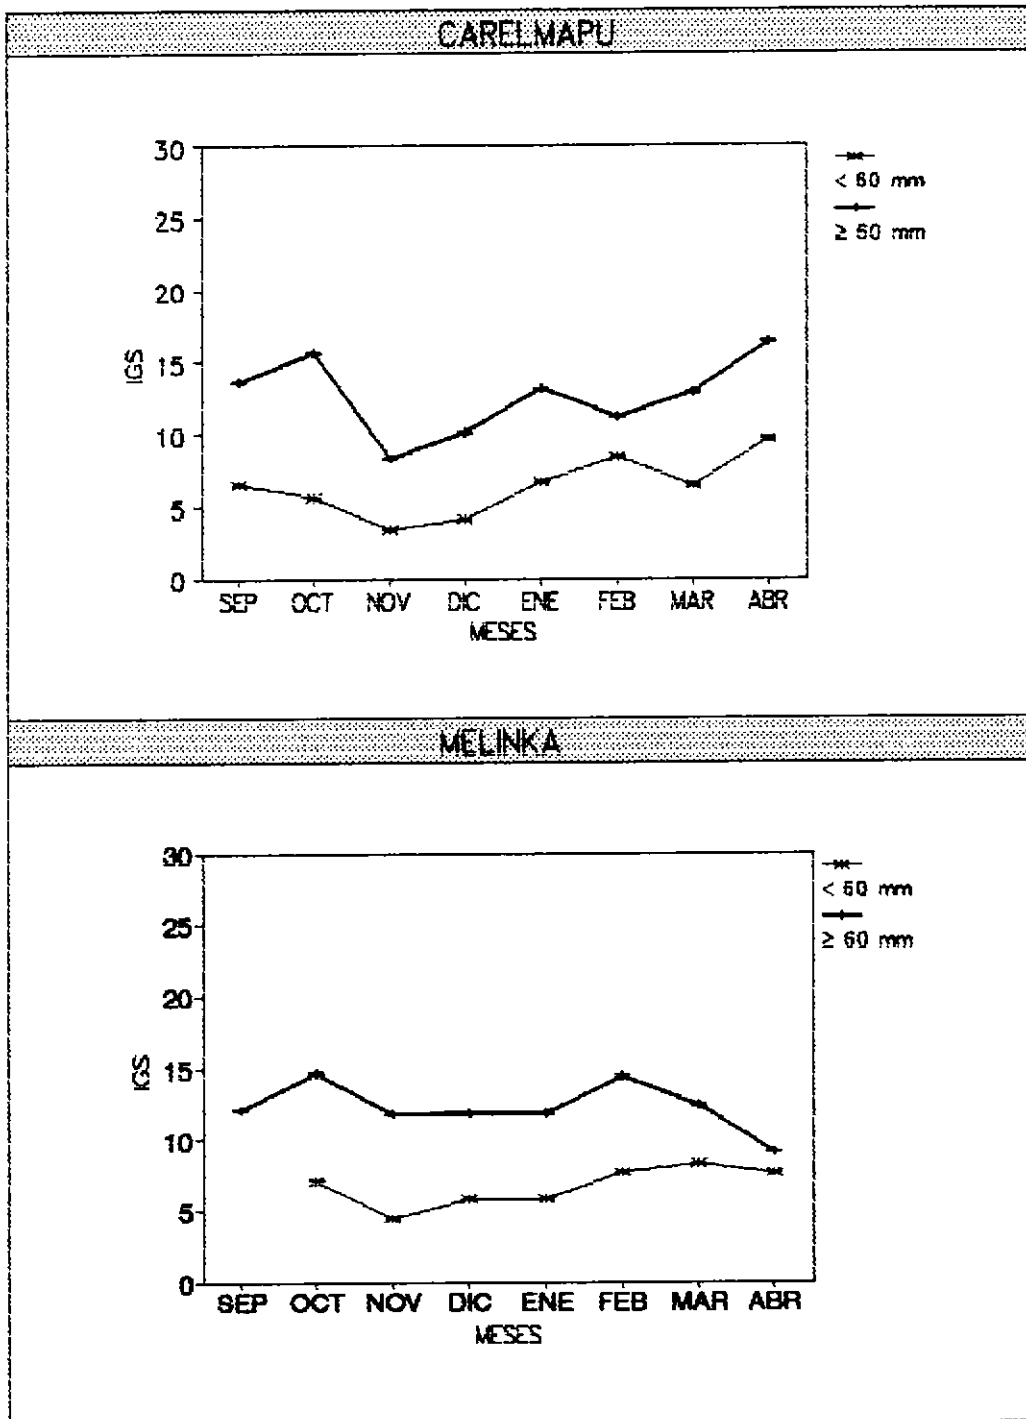 CARELMAPU
30
25
20
15
10
5
0
IGS
SEP OCT NOV DIC ENE FEB MAR ABR
MESES
< 60 mm
≥ 60 mm
MELINKA
30
25
20
15
10
5
0
IGS
SEP OCT NOV DIC ENE FEB MAR ABR
MESES
< 60 mm
≥ 60 mm